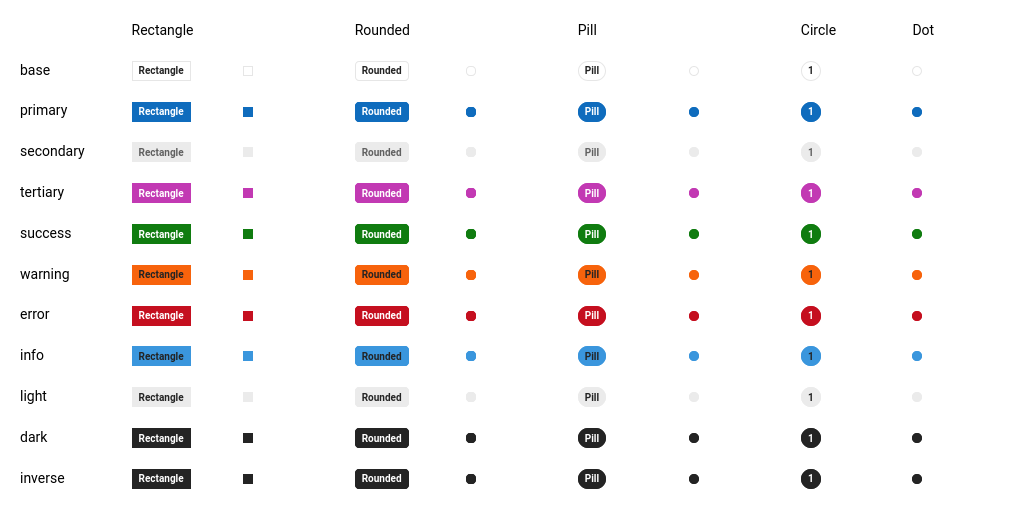 Rectangle Rounded Pill Circle Dot
base Rectangle Rounded Pill 1
primary Rectangle Rounded Pill 1
secondary Rectangle Rounded Pill 1
tertiary Rectangle Rounded Pill 1
success Rectangle Rounded Pill 1
warning Rectangle Rounded Pill 1
error Rectangle Rounded Pill 1
info Rectangle Rounded Pill 1
light Rectangle Rounded Pill 1
dark Rectangle Rounded Pill 1
inverse Rectangle Rounded Pill 1